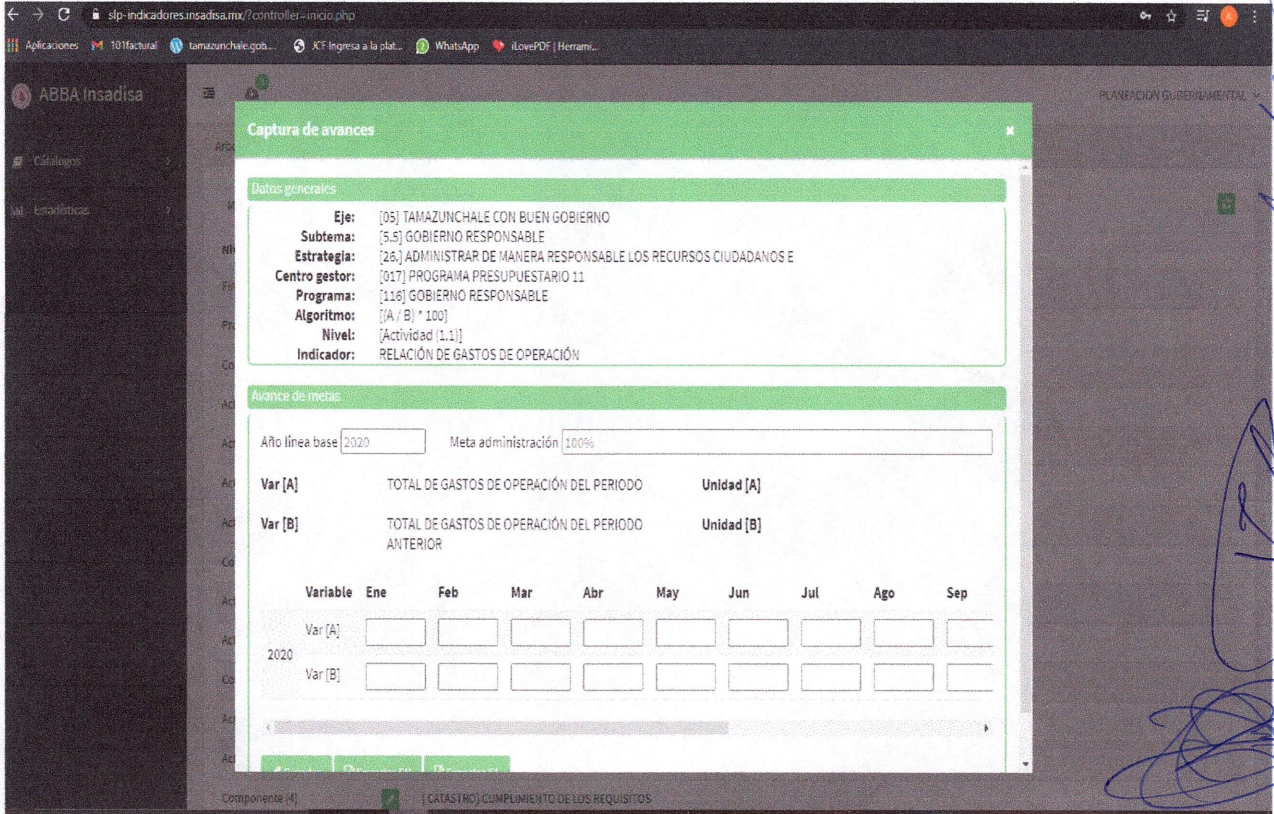 slp-indicadores.insadisa.mx/?controller=inicio.php
Aplicaciones 101factural tamazunchale.gob.... JCF Ingresa a la plat... WhatsApp iLovePDF | Herrami...
ABBA Insadisa
PLANEACION GUBERNAMENTAL
Catálogos
Estadísticas
Captura de avances
Datos generales
Eje: [05] TAMAZUNCHALE CON BUEN GOBIERNO
Subtema: [5.5] GOBIERNO RESPONSABLE
Estrategia: [26.] ADMINISTRAR DE MANERA RESPONSABLE LOS RECURSOS CIUDADANOS E
Centro gestor: [017] PROGRAMA PRESUPUESTARIO 11
Programa: [116] GOBIERNO RESPONSABLE
Algoritmo: [(A / B) * 100]
Nivel: [Actividad (1.1)]
Indicador: RELACIÓN DE GASTOS DE OPERACIÓN
Avance de metas
Año linea base 2020 Meta administración 100%
Var [A] TOTAL DE GASTOS DE OPERACIÓN DEL PERIODO Unidad [A]
Var [B] TOTAL DE GASTOS DE OPERACIÓN DEL PERIODO Unidad [B]
ANTERIOR
Variable Ene Feb Mar Abr May Jun Jul Ago Sep
Var [A]
2020
Var [B]
Componente [4] [ CATASTRO] CUMPLIMIENTO DE LOS REQUISITOS